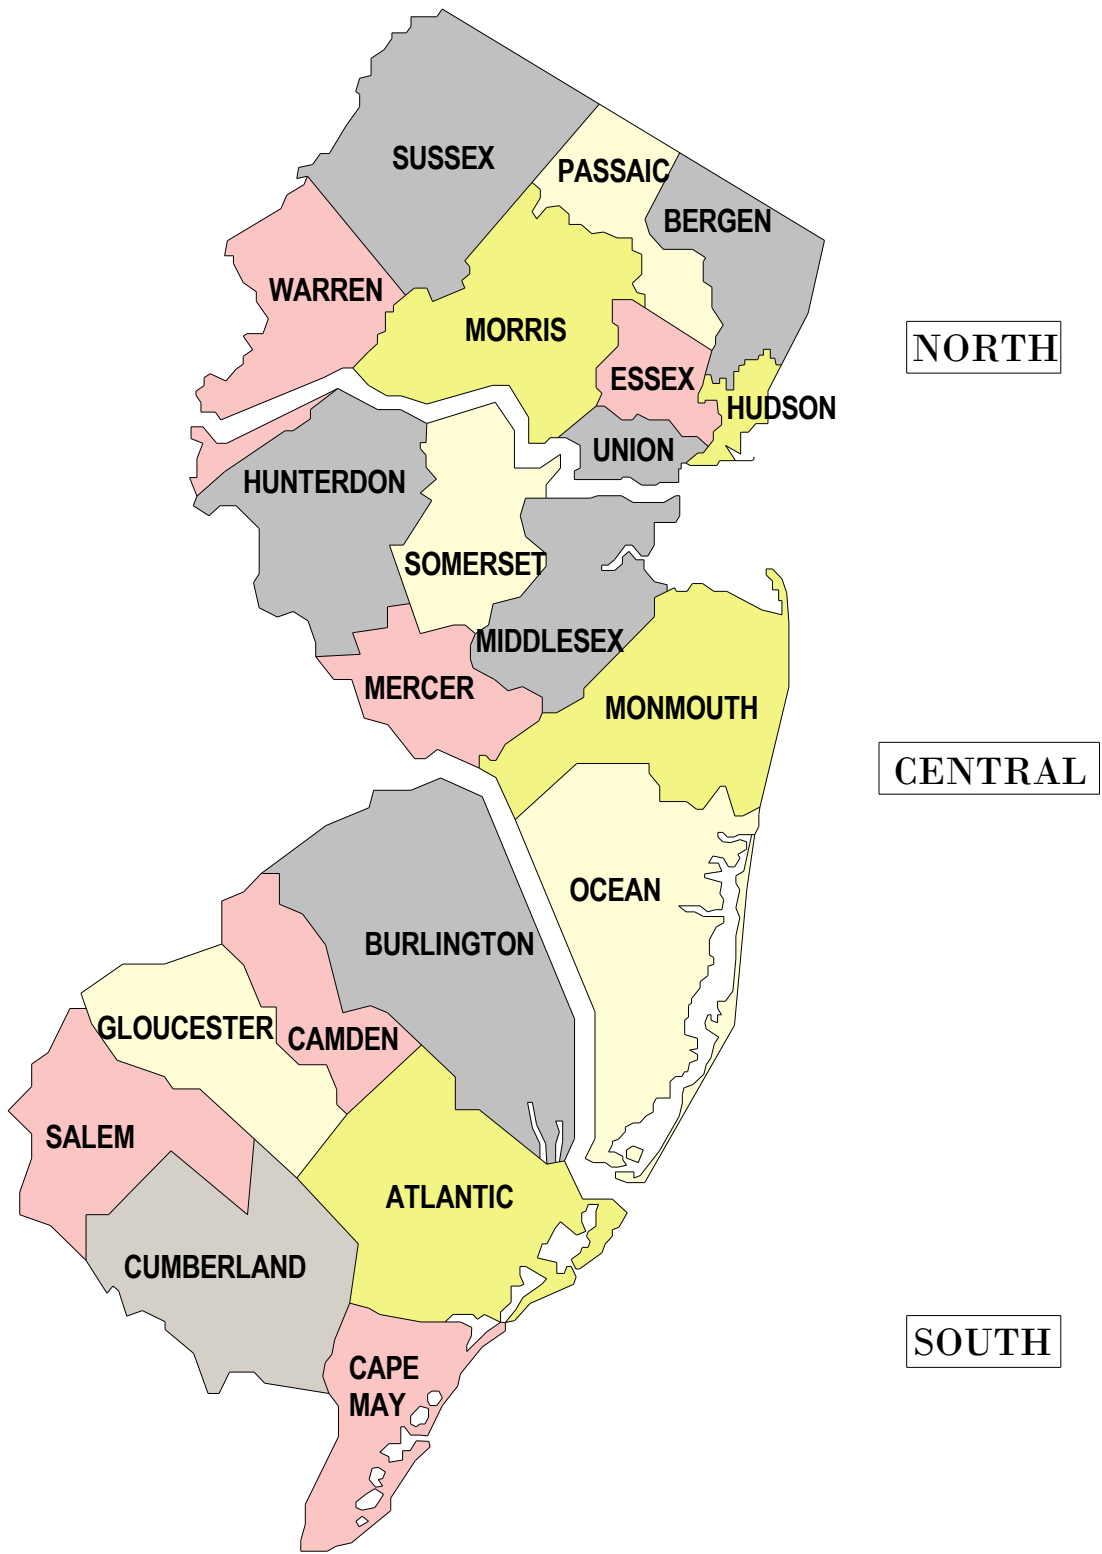 SUSSEX
PASSAIC
BERGEN
WARREN
MORRIS
NORTH
ESSEX
HUDSON
UNION
HUNTERDON
SOMERSET
MIDDLESEX
MERCER
MONMOUTH
CENTRAL
OCEAN
BURLINGTON
GLOUCESTER
CAMDEN
SALEM
ATLANTIC
CUMBERLAND
SOUTH
CAPE
MAY